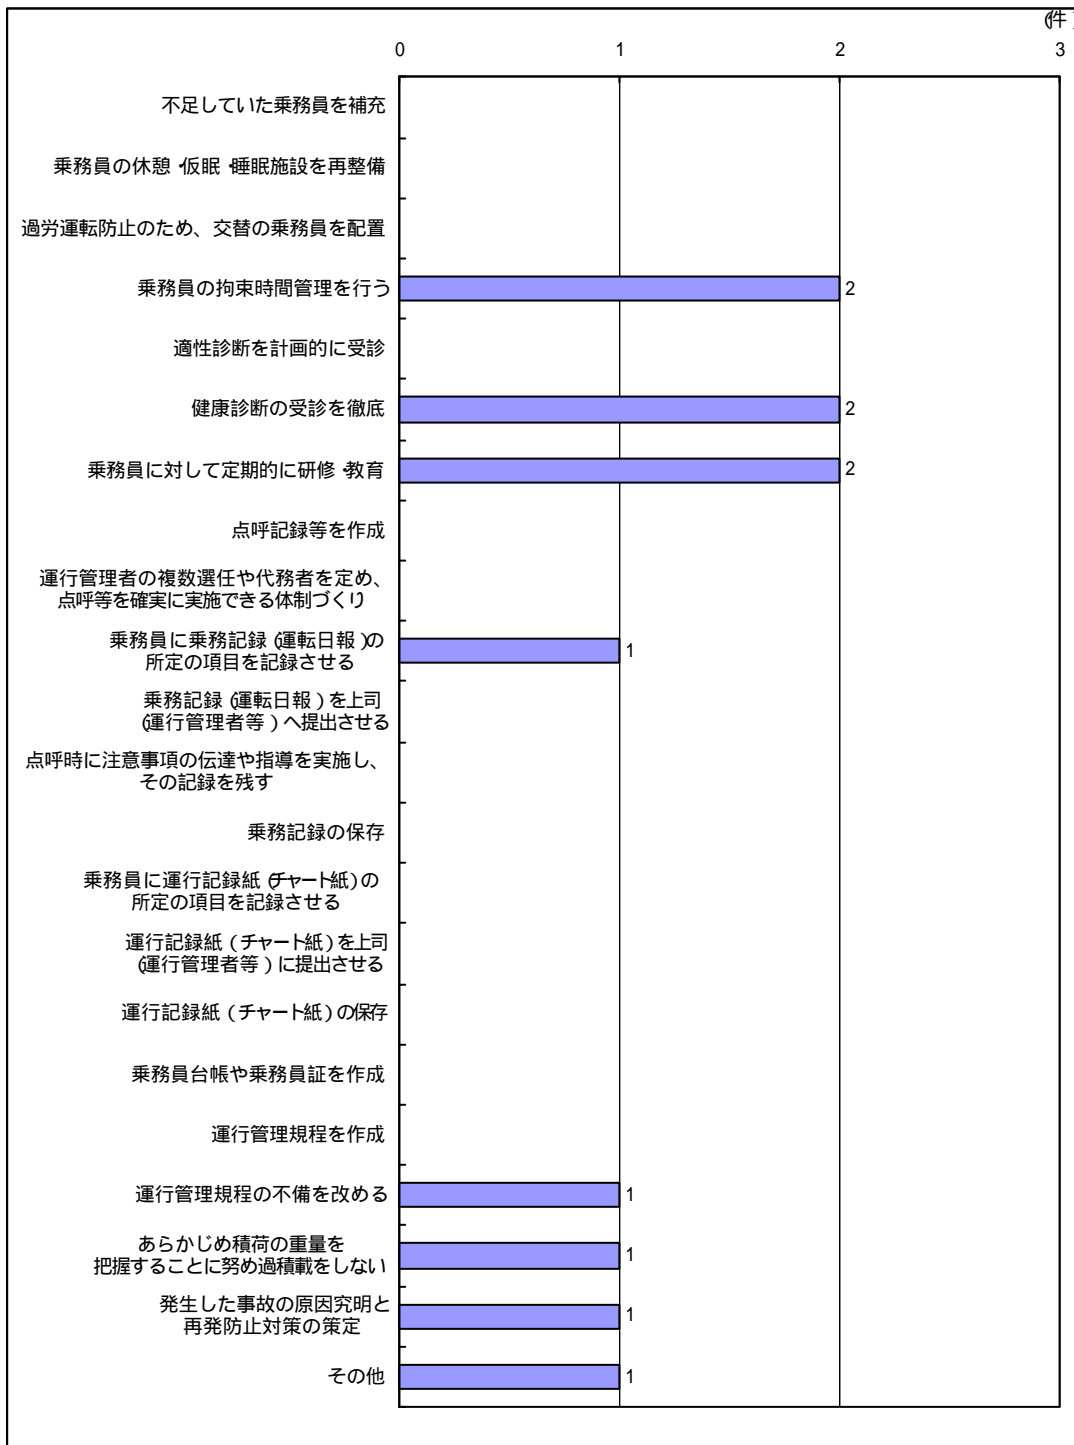 (件)
0 1 2 3
不足していた乗務員を補充
乗務員の休憩・仮眠・睡眠施設を再整備
過労運転防止のため、交替の乗務員を配置
乗務員の拘束時間管理を行う 2
適性診断を計画的に受診
健康診断の受診を徹底 2
乗務員に対して定期的に研修・教育 2
点呼記録等を作成
運行管理者の複数選任や代務者を定め、
点呼等を確実に実施できる体制づくり
乗務員に乗務記録(運転日報)の
所定の項目を記録させる 1
乗務記録(運転日報)を上司
(運行管理者等)へ提出させる
点呼時に注意事項の伝達や指導を実施し、
その記録を残す
乗務記録の保存
乗務員に運行記録紙(チャート紙)の
所定の項目を記録させる
運行記録紙(チャート紙)を上司
(運行管理者等)に提出させる
運行記録紙(チャート紙)の保存
乗務員台帳や乗務員証を作成
運行管理規程を作成
運行管理規程の不備を改める 1
あらかじめ積荷の重量を
把握することに努め過積載をしない 1
発生した事故の原因究明と
再発防止対策の策定 1
その他 1